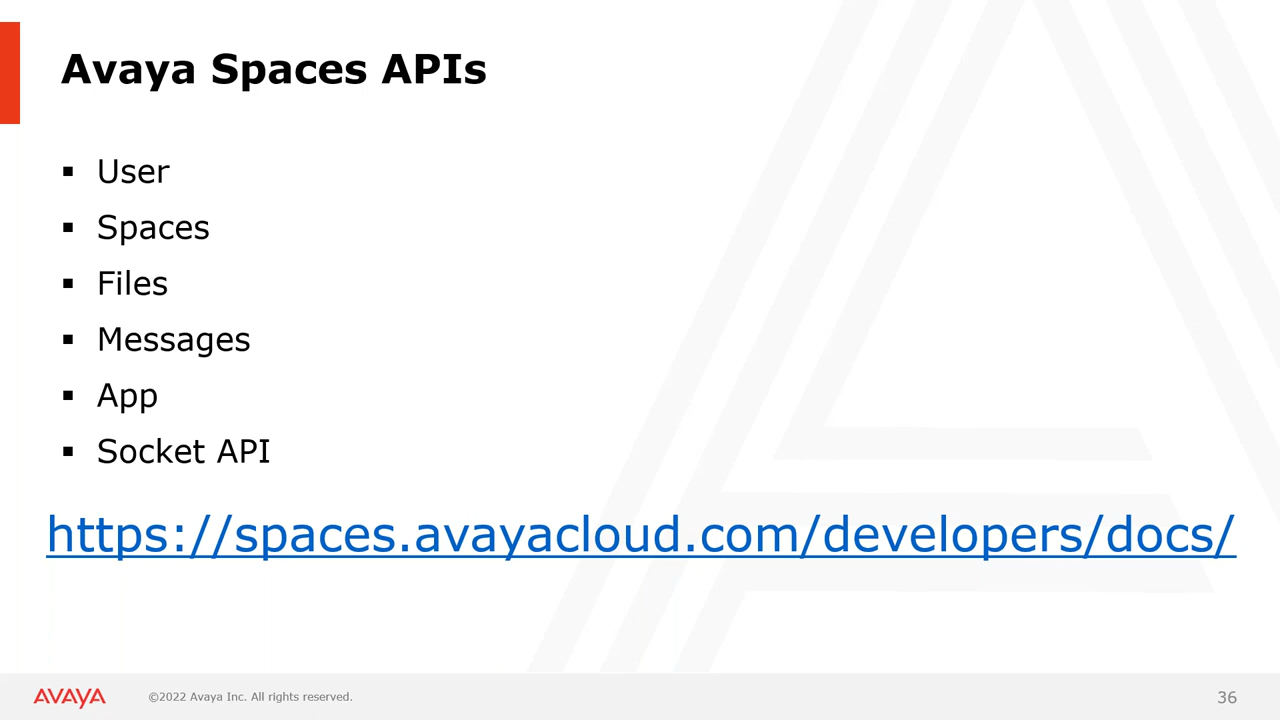 Avaya Spaces APIs
▪ User
▪ Spaces
▪ Files
▪ Messages
▪ App
▪ Socket API
https://spaces.avayacloud.com/developers/docs/
AVAYA ©2022 Avaya Inc. All rights reserved. 36